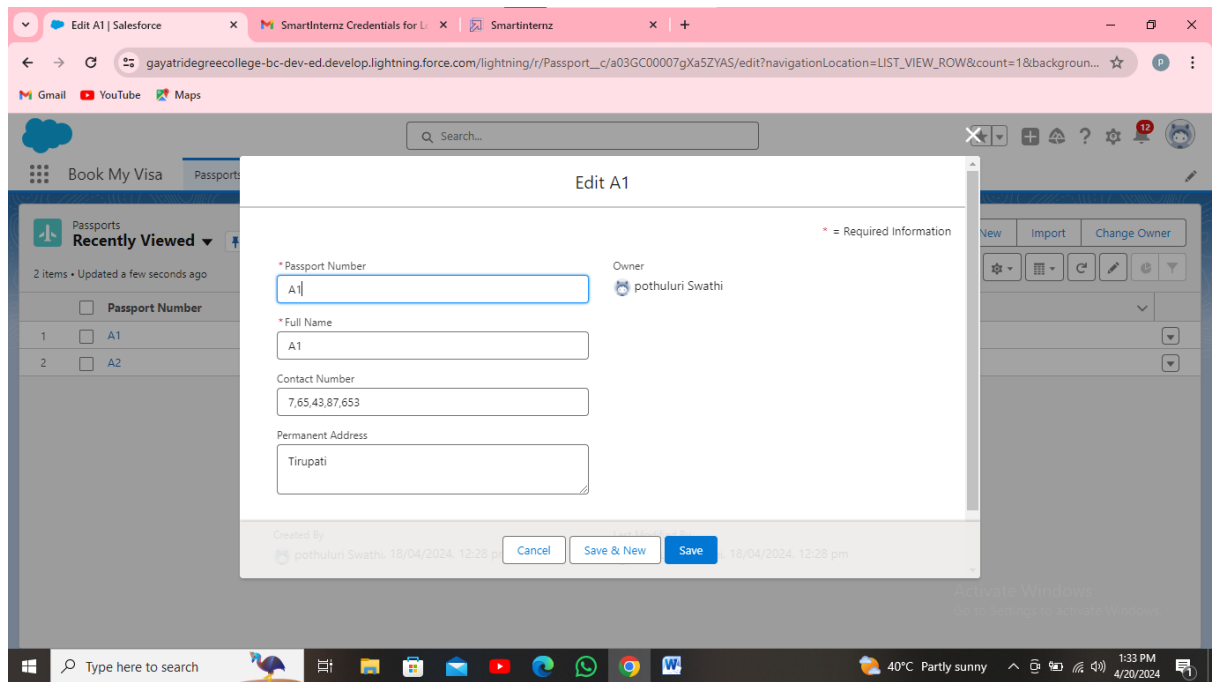 Edit A1 | Salesforce
SmartInternz Credentials for Lo
Smartinternz
gayatridegreecollege-bc-dev-ed.develop.lightning.force.com/lightning/r/Passport__c/a03GC00007gXa5ZYAS/edit?navigationLocation=LIST_VIEW_ROW&count=1&backgroun...
P
Gmail YouTube Maps
Search...
12
Book My Visa Passports
Edit A1
Passports
Recently Viewed
New Import Change Owner
* = Required Information
2 items • Updated a few seconds ago
*Passport Number
Owner
A1
pothuluri Swathi
Passport Number
*Full Name
A1
1 A1
2 A2
Contact Number
7,65,43,87,653
Permanent Address
Tirupati
Created By
Last Modified By
pothuluri Swathi, 18/04/2024, 12:28 p
, 18/04/2024, 12:28 pm
Cancel Save & New Save
Activate Windows
Go to Settings to activate Windows.
Type here to search
W
40°C Partly sunny
1:33 PM
4/20/2024
1